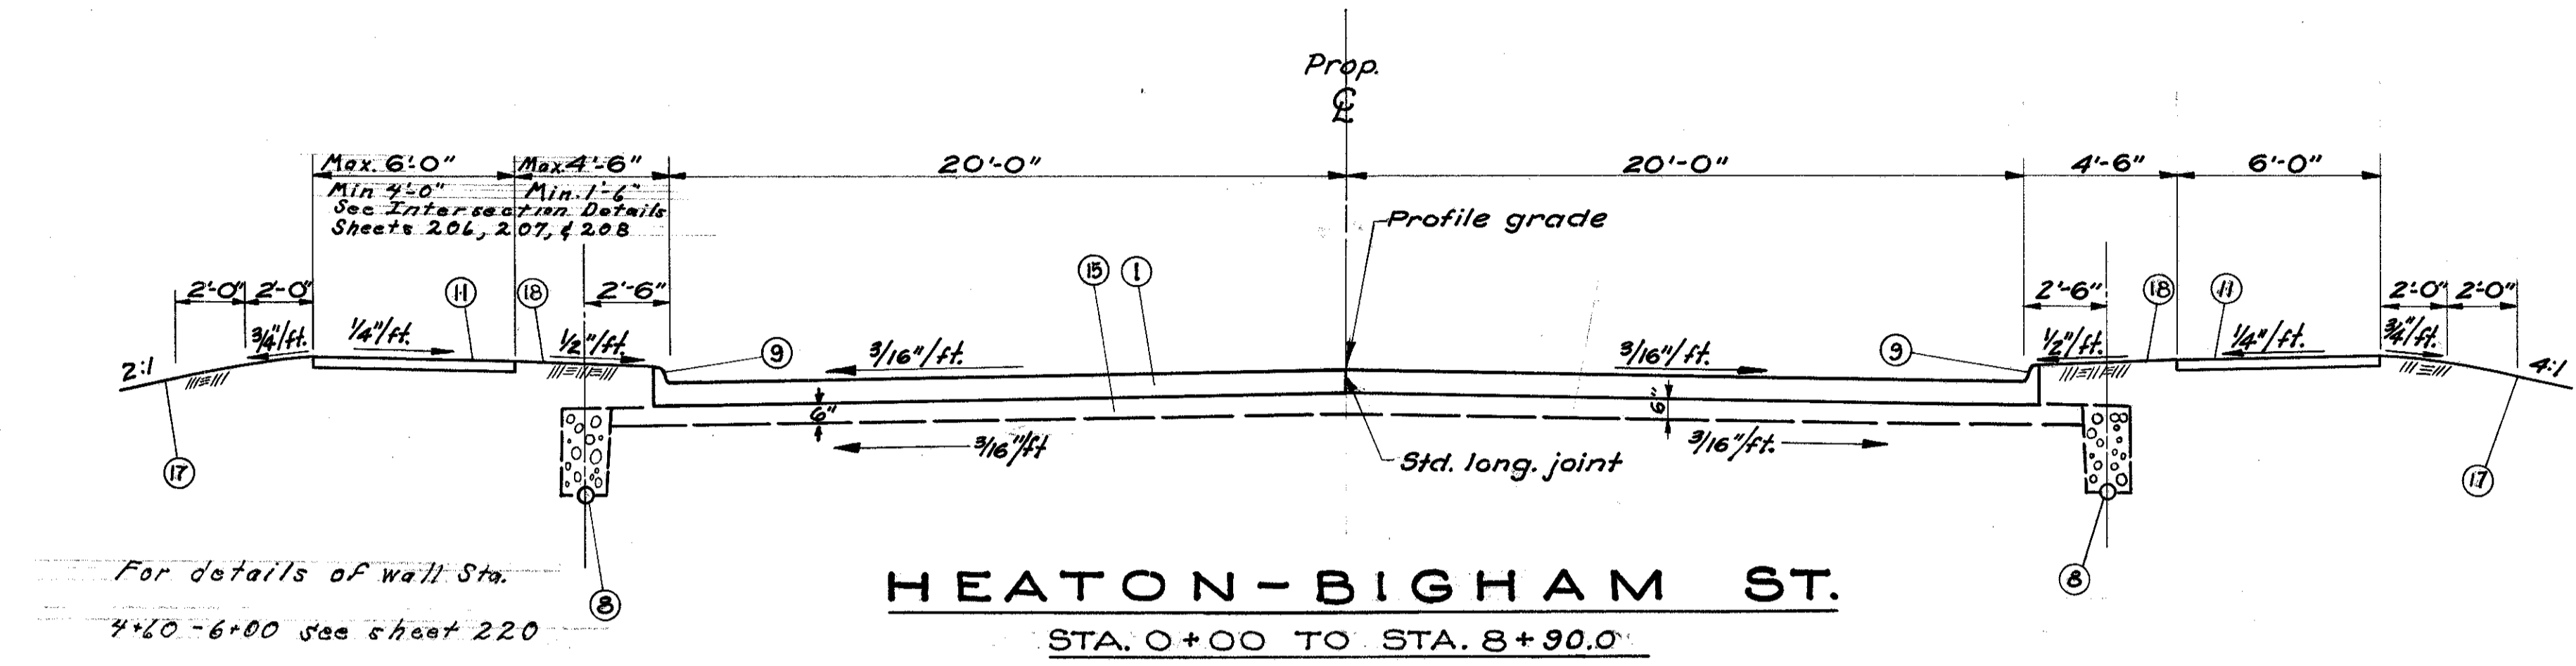 Prop.
℄
Max. 6'-0"
Max. 4'-6"
20'-0"
20'-0"
4'-6"
6'-0"
Min 4'-0"
Min. 1'-6"
See Intersection Details
Sheets 206, 207, & 208
Profile grade
15
1
2'-0"
2'-0"
11
18
2'-6"
2'-6"
18
11
2'-0"
2'-0"
3/4"/ft.
1/4"/ft.
1/2"/ft.
9
3/16"/ft.
3/16"/ft.
9
1/2"/ft.
1/4"/ft.
3/4"/ft.
2:1
4:1
6"
6"
3/16"/ft
3/16"/ft.
Std. long. joint
17
17
8
8
For details of wall Sta.
4+60 - 6+00 see sheet 220
HEATON-BIGHAM ST.
STA. 0+00 TO STA. 8+90.0